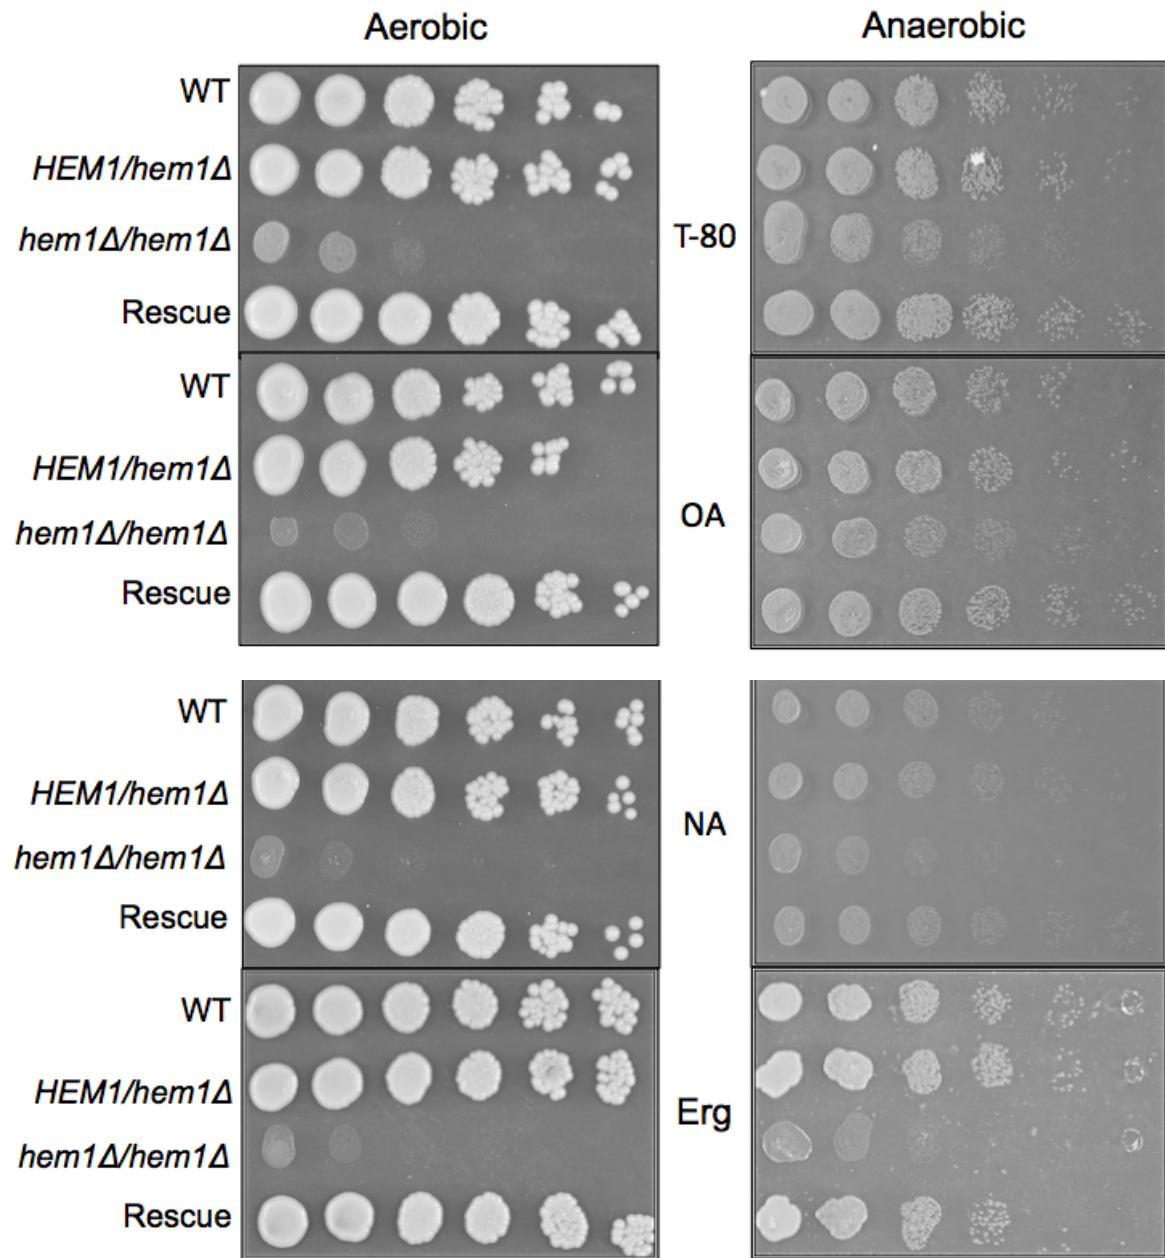 Aerobic
Anaerobic
WT
HEM1/hem1Δ
hem1Δ/hem1Δ
Rescue
T-80
WT
HEM1/hem1Δ
hem1Δ/hem1Δ
Rescue
OA
WT
HEM1/hem1Δ
hem1Δ/hem1Δ
Rescue
NA
WT
HEM1/hem1Δ
hem1Δ/hem1Δ
Rescue
Erg